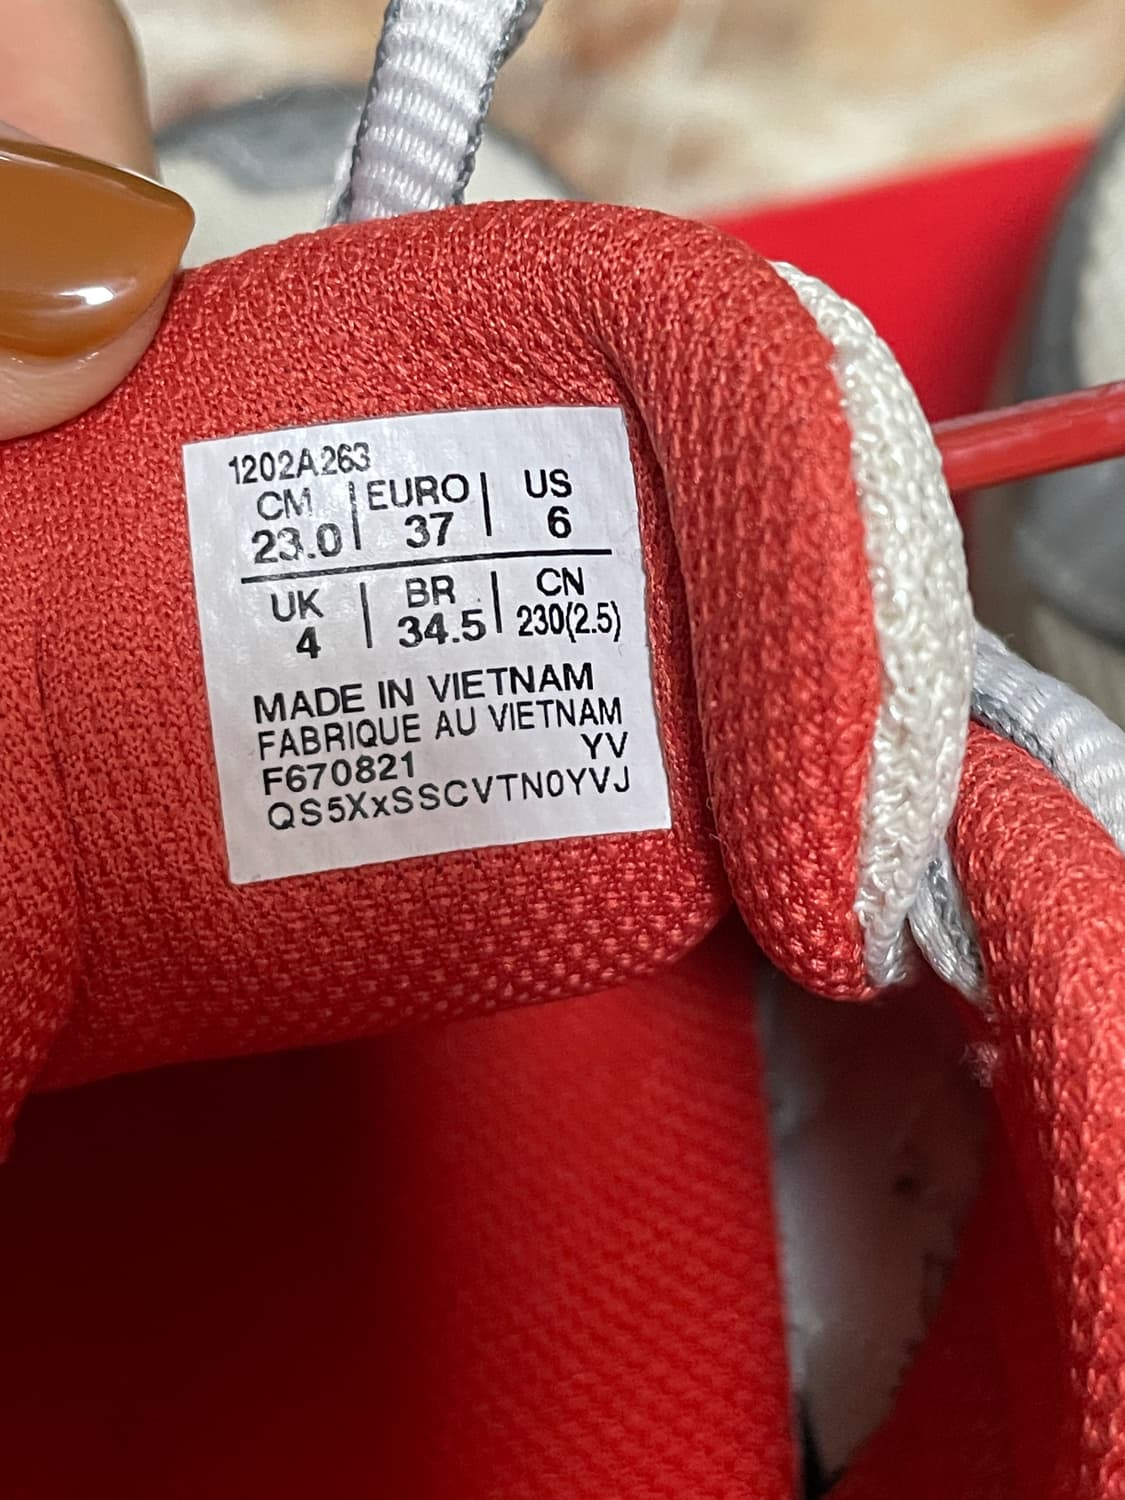 1202A263
CM | EURO | US
23.0 | 37 | 6
UK | BR | CN
4 | 34.5 | 230(2.5)
MADE IN VIETNAM
FABRIQUE AU VIETNAM
YV
F670821
QS5XxSSCVTN0YVJ